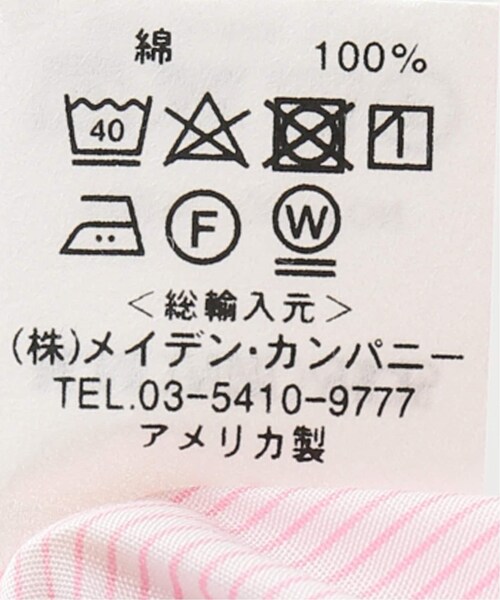 綿 100%
40
F W
<総輸入元>
(株)メイデン・カンパニー
TEL.03-5410-9777
アメリカ製